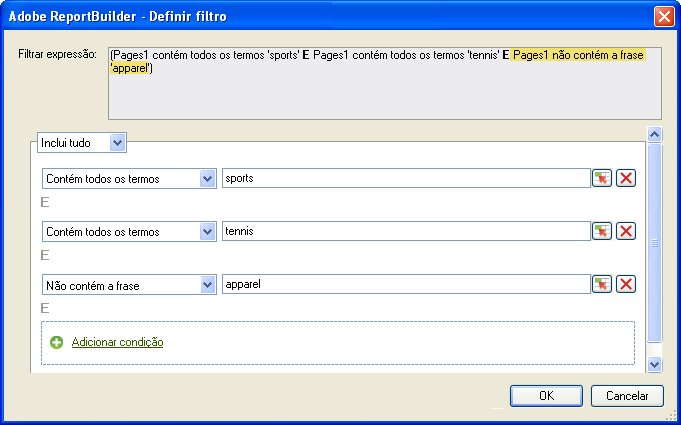 Adobe ReportBuilder - Definir filtro
Filtrar expressão:
(Pages1 contém todos os termos 'sports' E Pages1 contém todos os termos 'tennis' E Pages1 não contém a frase
'apparel')
Inclui tudo
Contém todos os termos sports
E
Contém todos os termos tennis
E
Não contém a frase apparel
E
Adicionar condição
OK Cancelar